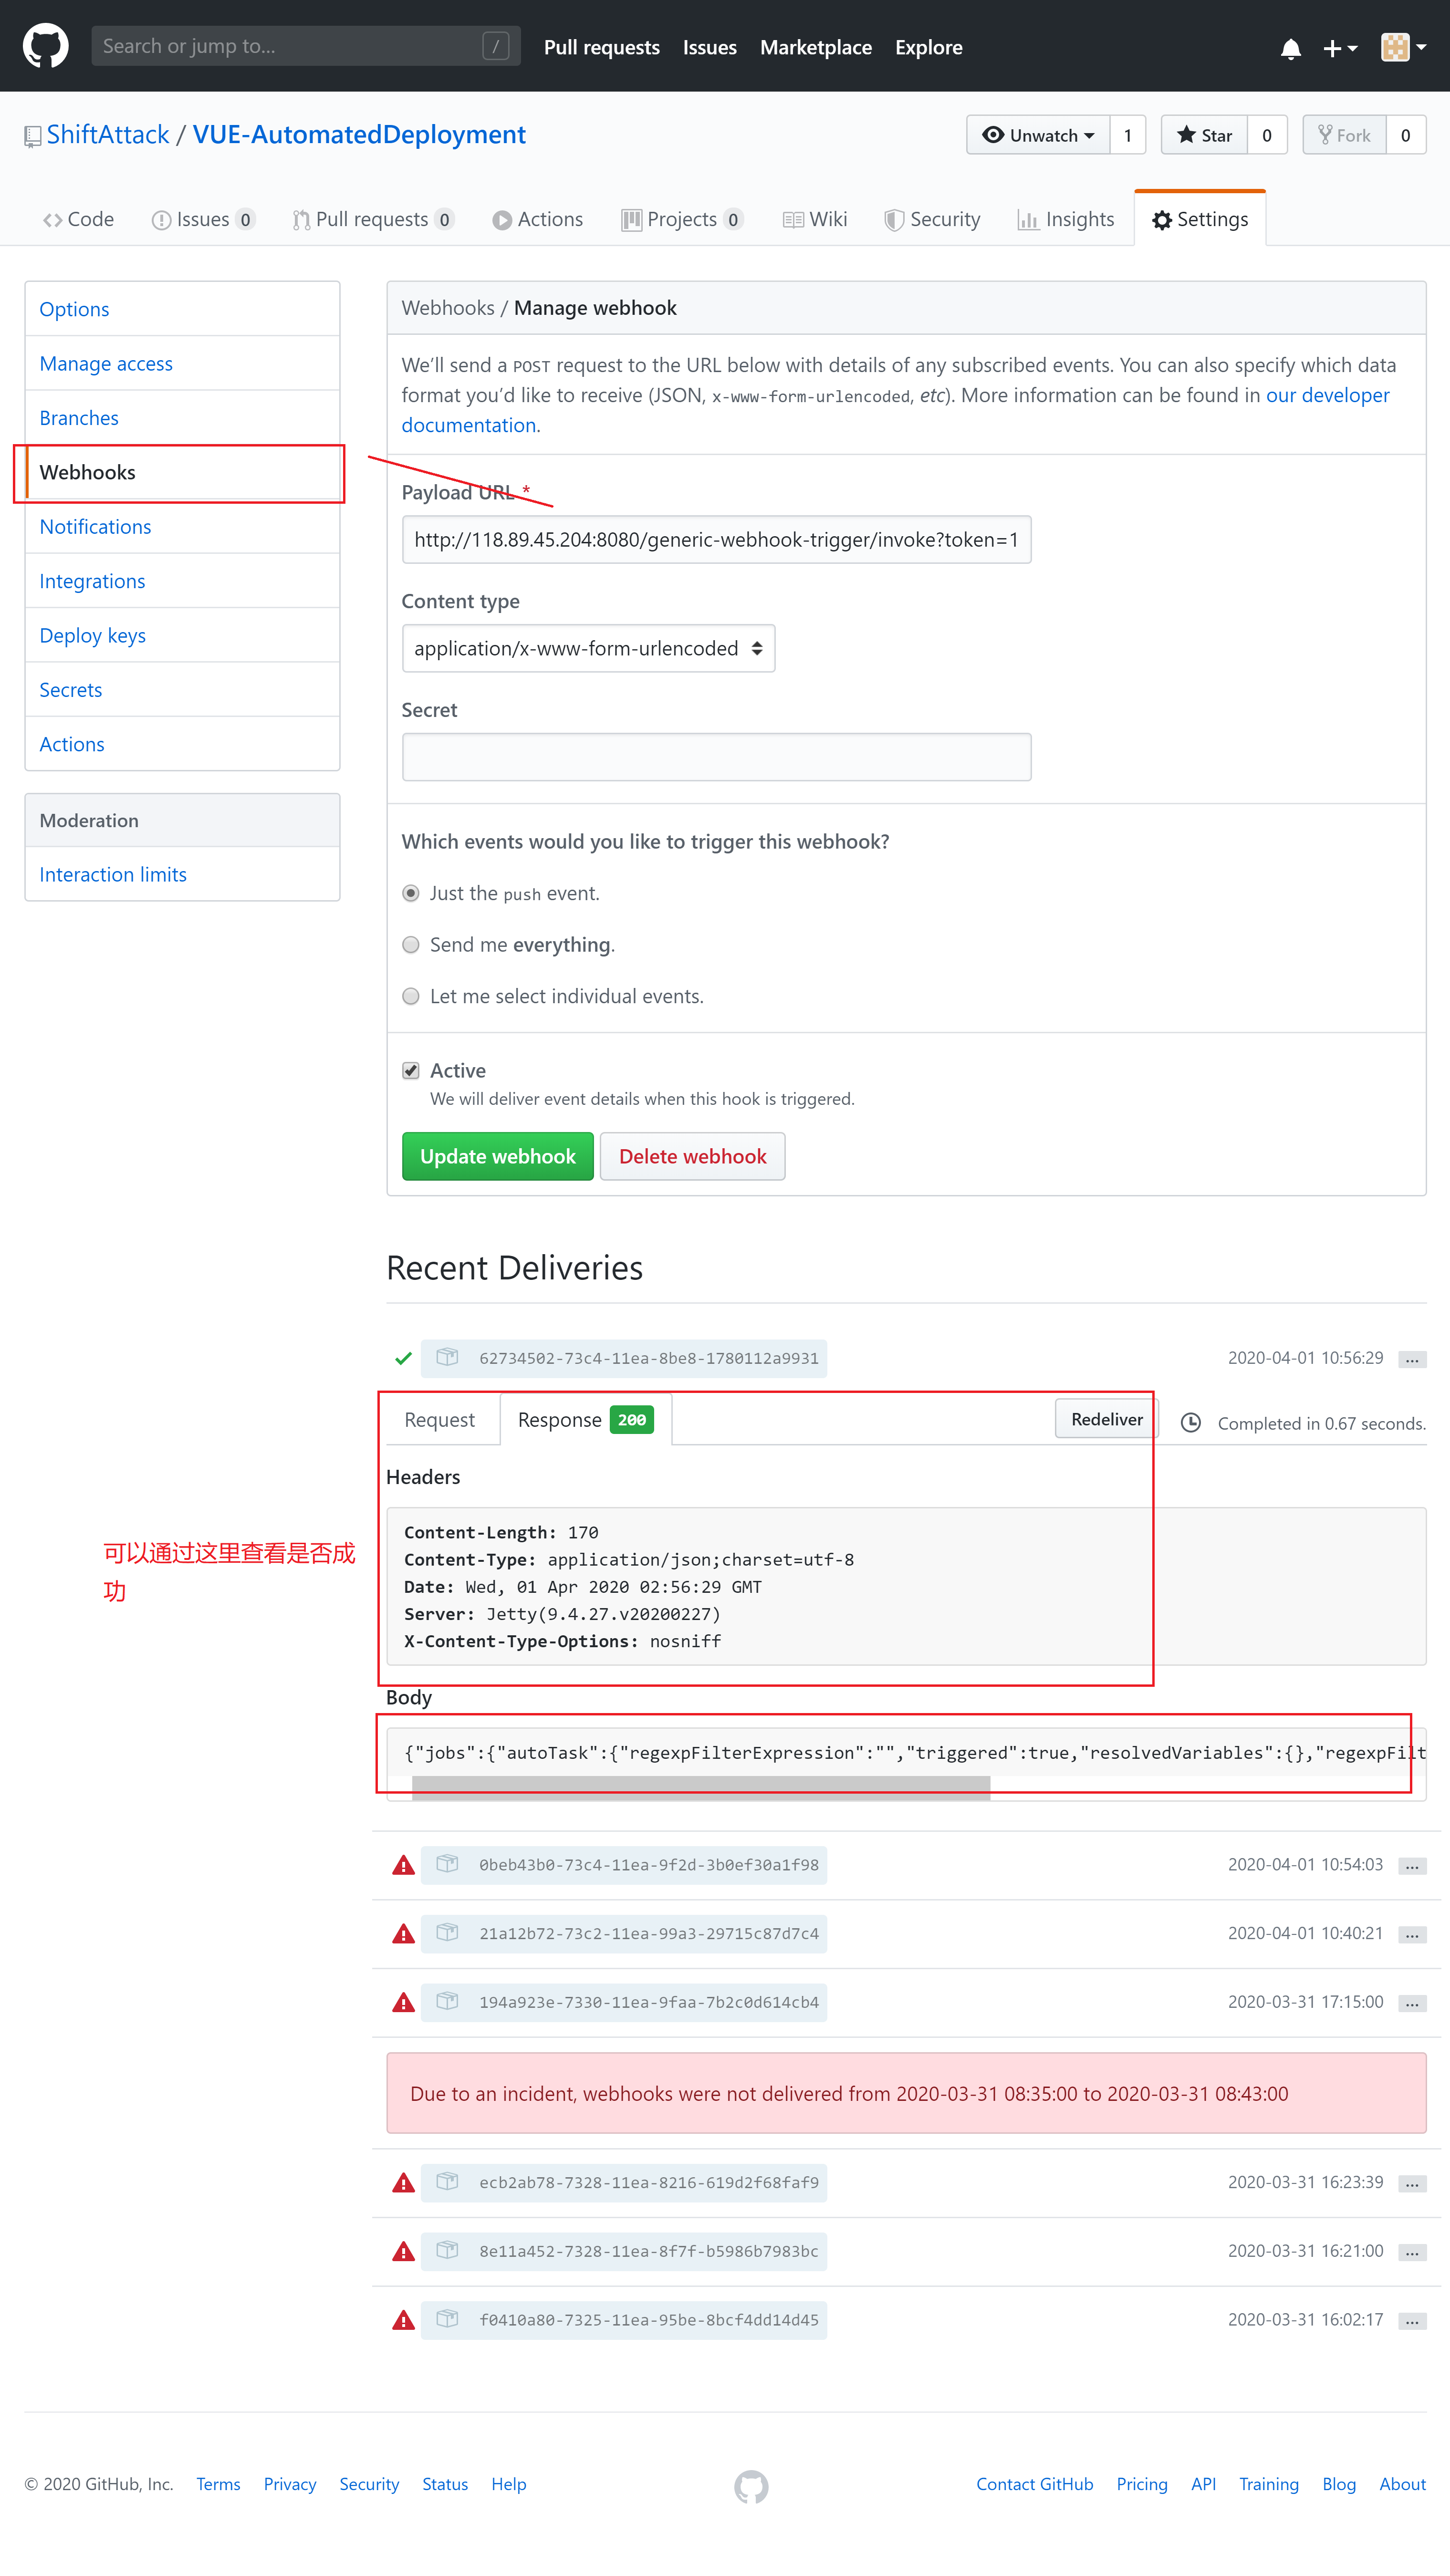 Search or jump to... /
Pull requests Issues Marketplace Explore
ShiftAttack / VUE-AutomatedDeployment
Unwatch 1 Star 0 Fork 0
Code Issues 0 Pull requests 0 Actions Projects 0 Wiki Security Insights Settings
Options
Manage access
Branches
Webhooks
Notifications
Integrations
Deploy keys
Secrets
Actions
Moderation
Interaction limits
Webhooks / Manage webhook
We’ll send a POST request to the URL below with details of any subscribed events. You can also specify which data
format you’d like to receive (JSON, x-www-form-urlencoded, etc). More information can be found in our developer
documentation.
Payload URL *
http://118.89.45.204:8080/generic-webhook-trigger/invoke?token=1
Content type
application/x-www-form-urlencoded
Secret
Which events would you like to trigger this webhook?
Just the push event.
Send me everything.
Let me select individual events.
Active
We will deliver event details when this hook is triggered.
Update webhook Delete webhook
Recent Deliveries
62734502-73c4-11ea-8be8-1780112a9931 2020-04-01 10:56:29 ...
Request Response 200 Redeliver Completed in 0.67 seconds.
Headers
Content-Length: 170
Content-Type: application/json;charset=utf-8
Date: Wed, 01 Apr 2020 02:56:29 GMT
Server: Jetty(9.4.27.v20200227)
X-Content-Type-Options: nosniff
可以通过这里查看是否成
功
Body
{"jobs":{"autoTask":{"regexpFilterExpression":"","triggered":true,"resolvedVariables":{},"regexpFilt
0beb43b0-73c4-11ea-9f2d-3b0ef30a1f98 2020-04-01 10:54:03 ...
21a12b72-73c2-11ea-99a3-29715c87d7c4 2020-04-01 10:40:21 ...
194a923e-7330-11ea-9faa-7b2c0d614cb4 2020-03-31 17:15:00 ...
Due to an incident, webhooks were not delivered from 2020-03-31 08:35:00 to 2020-03-31 08:43:00
ecb2ab78-7328-11ea-8216-619d2f68faf9 2020-03-31 16:23:39 ...
8e11a452-7328-11ea-8f7f-b5986b7983bc 2020-03-31 16:21:00 ...
f0410a80-7325-11ea-95be-8bcf4dd14d45 2020-03-31 16:02:17 ...
© 2020 GitHub, Inc. Terms Privacy Security Status Help Contact GitHub Pricing API Training Blog About